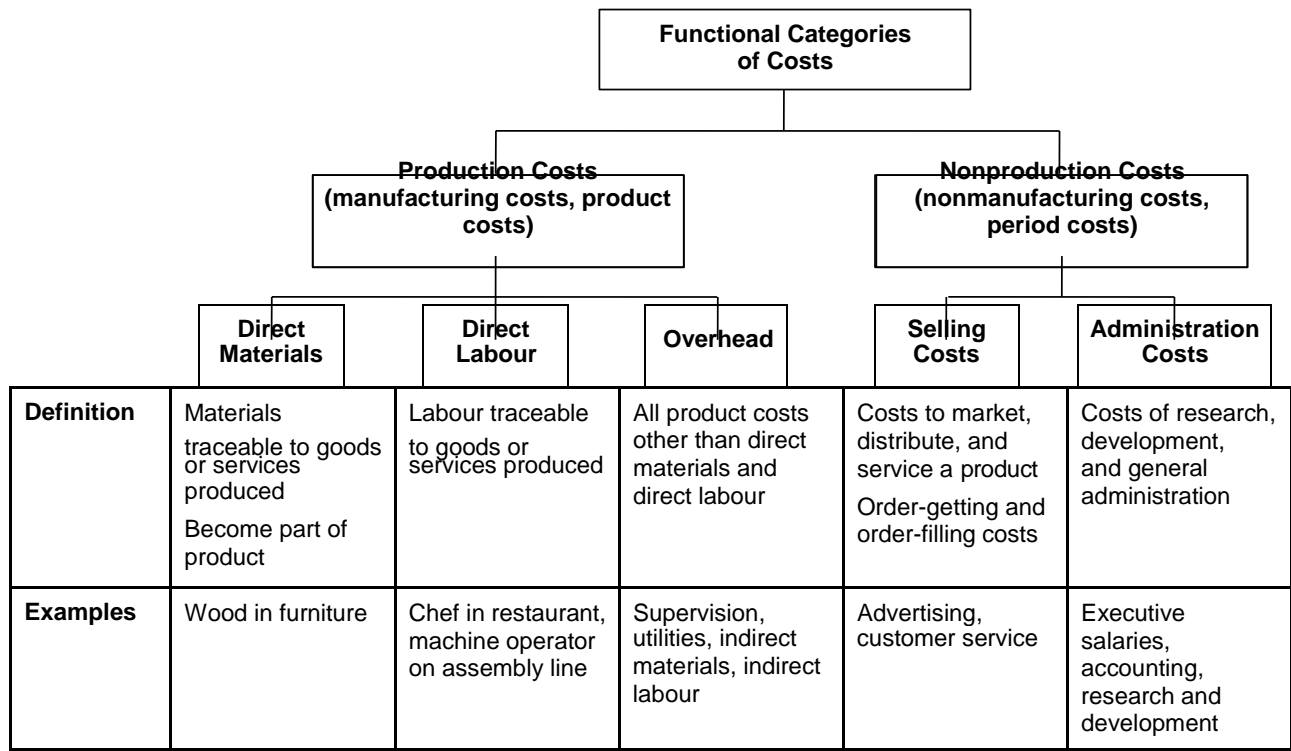 Functional Categories
of Costs
Production Costs
(manufacturing costs, product
costs)
Nonproduction Costs
(nonmanufacturing costs,
period costs)
Direct
Materials
Direct
Labour
Overhead
Selling
Costs
Administration
Costs
Definition
Materials
traceable to goods
or services
produced
Become part of
product
Labour traceable
to goods or
services produced
All product costs
other than direct
materials and
direct labour
Costs to market,
distribute, and
service a product
Order-getting and
order-filling costs
Costs of research,
development,
and general
administration
Examples
Wood in furniture
Chef in restaurant,
machine operator
on assembly line
Supervision,
utilities, indirect
materials, indirect
labour
Advertising,
customer service
Executive
salaries,
accounting,
research and
development